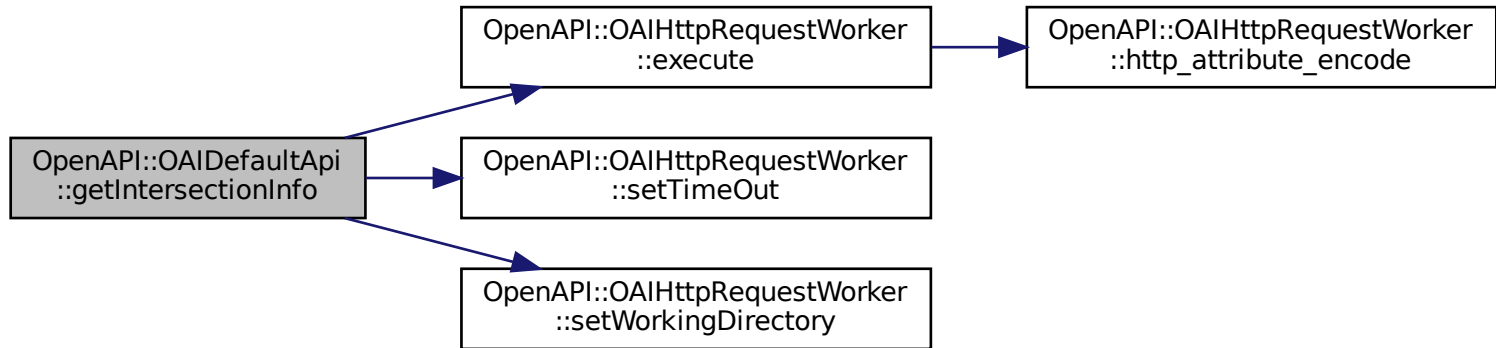 OpenAPI::OAIHttpRequestWorker
::execute
OpenAPI::OAIHttpRequestWorker
::http_attribute_encode
OpenAPI::OAIDefaultApi
::getIntersectionInfo
OpenAPI::OAIHttpRequestWorker
::setTimeOut
OpenAPI::OAIHttpRequestWorker
::setWorkingDirectory